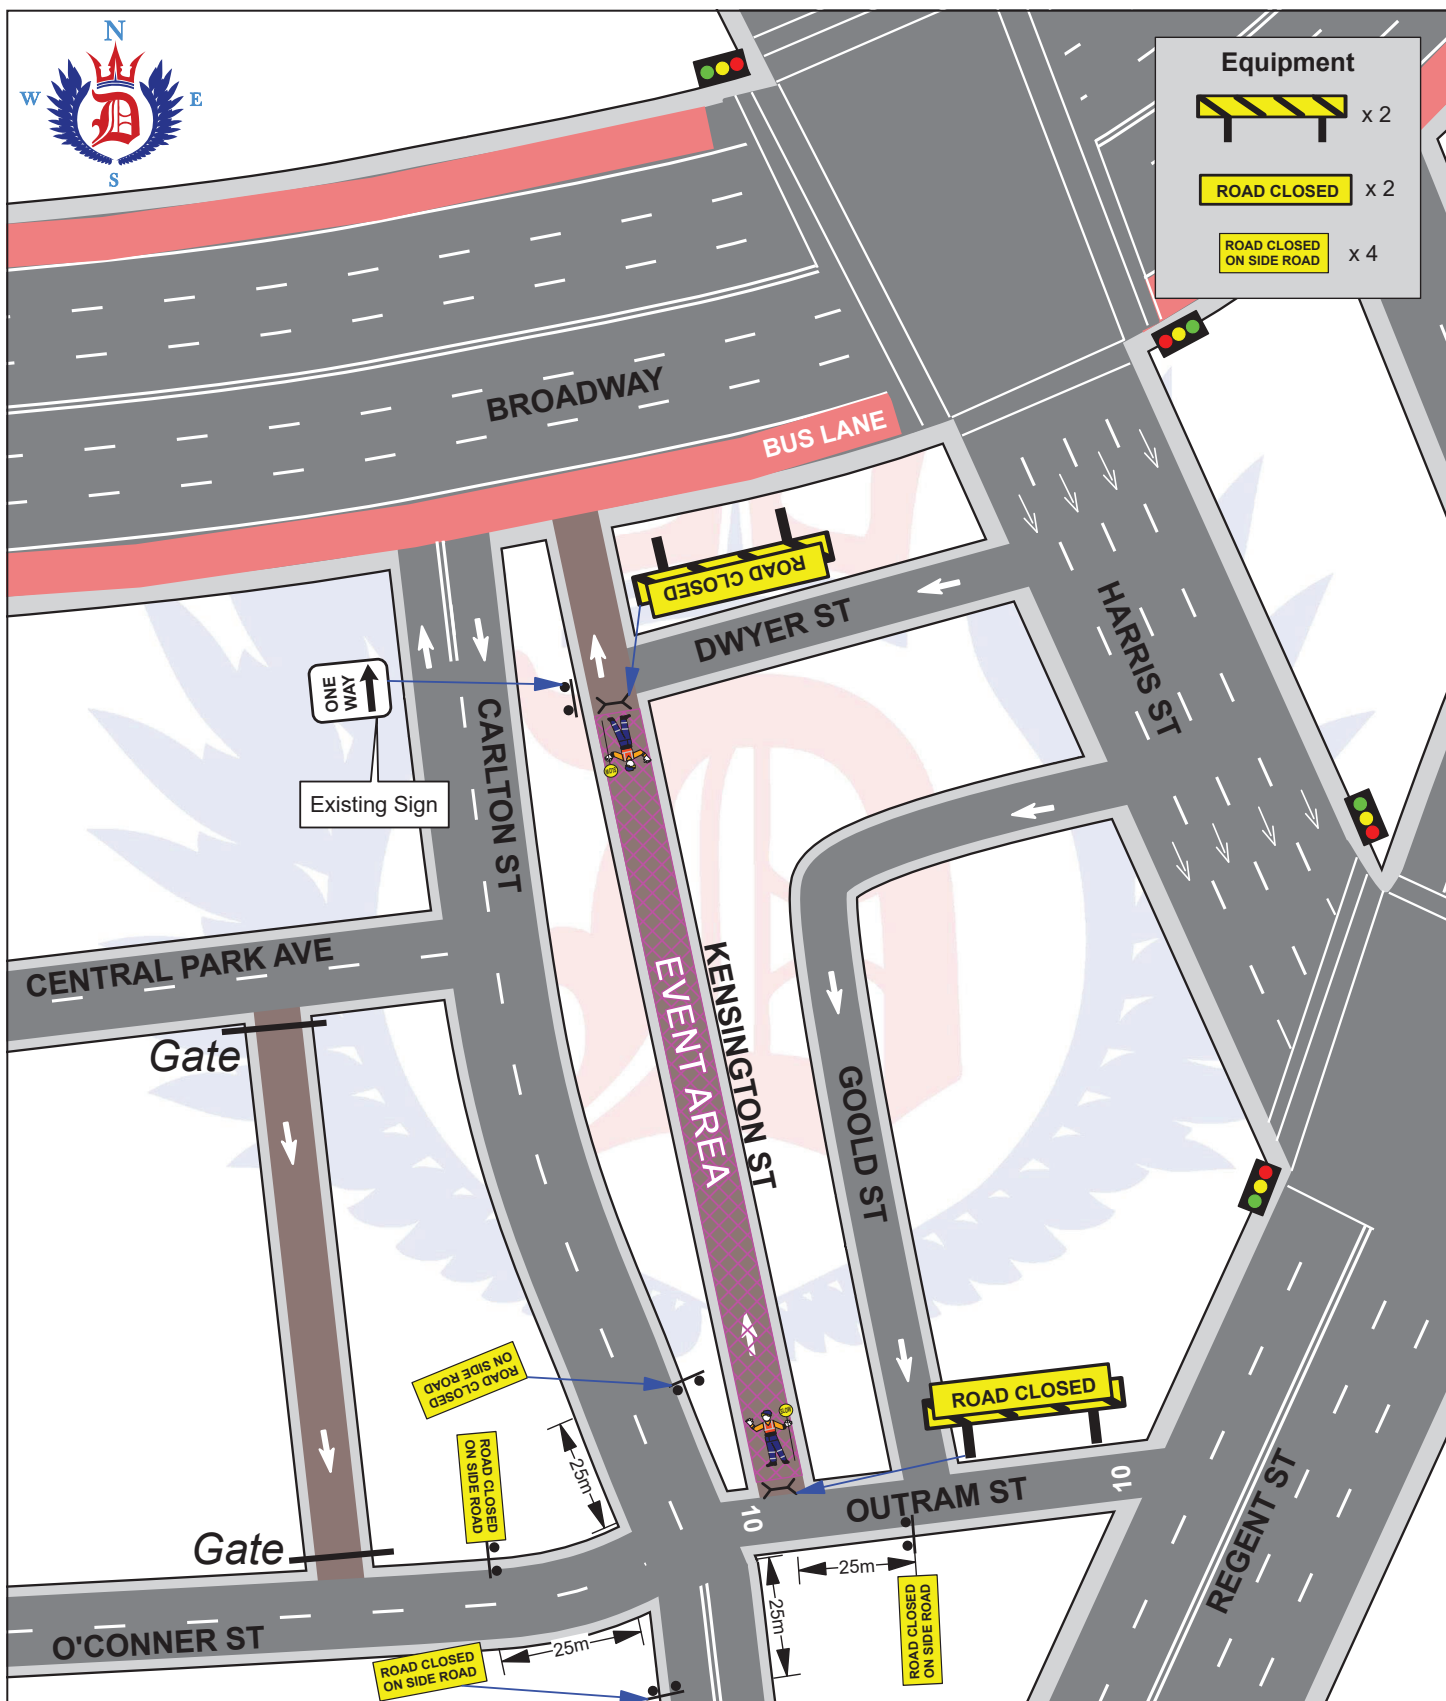 N
W
E
S
D
Equipment
x 2
ROAD CLOSED
x 2
ROAD CLOSED
ON SIDE ROAD
x 4
BROADWAY
BUS LANE
ROAD CLOSED
DWYER ST
HARRIS ST
ONE
WAY
Existing Sign
CARLTON ST
CENTRAL PARK AVE
Gate
KENSINGTON ST
EVENT AREA
GOOLD ST
ROAD CLOSED
ON SIDE ROAD
SLOW
ROAD CLOSED
ROAD CLOSED
ON SIDE ROAD
25m
10
OUTRAM ST
10
REGENT ST
Gate
25m
25m
ROAD CLOSED
ON SIDE ROAD
O'CONNER ST
25m
ROAD CLOSED
ON SIDE ROAD